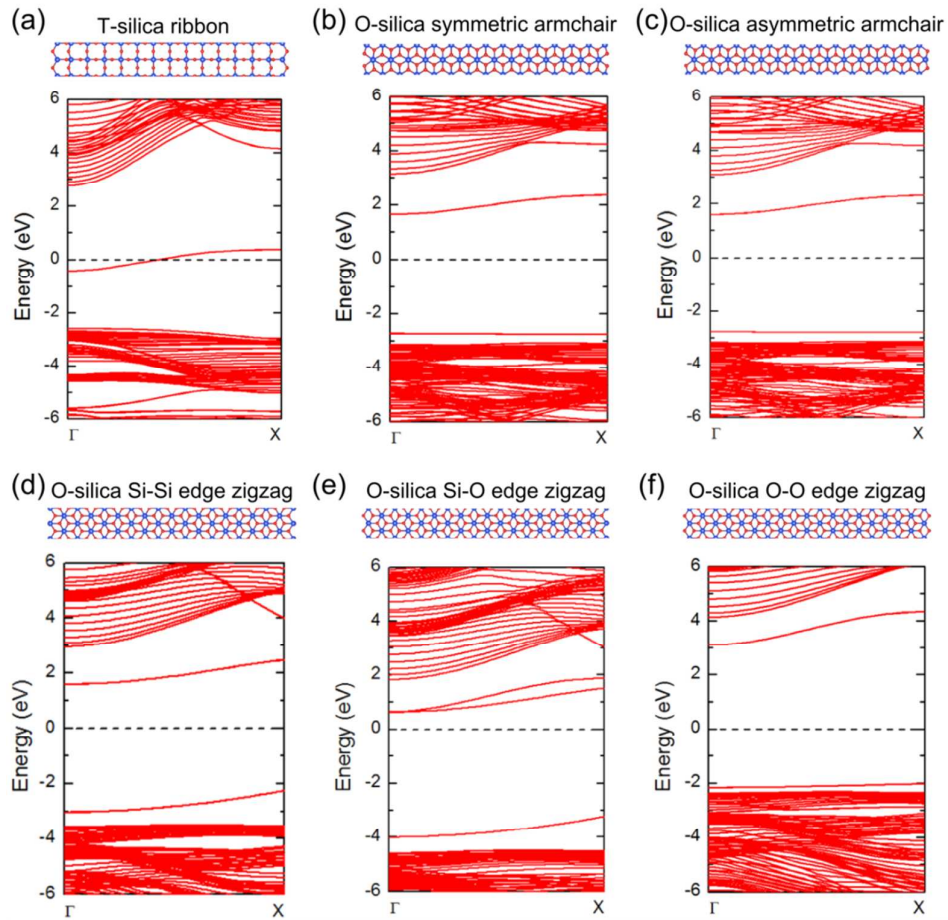 (a) T-silica ribbon
(b) O-silica symmetric armchair
(c) O-silica asymmetric armchair
6
4
2
0
-2
-4
-6
Energy (eV)
Γ X
6
4
2
0
-2
-4
-6
Energy (eV)
Γ X
6
4
2
0
-2
-4
-6
Energy (eV)
Γ X
(d) O-silica Si-Si edge zigzag
(e) O-silica Si-O edge zigzag
(f) O-silica O-O edge zigzag
6
4
2
0
-2
-4
-6
Energy (eV)
Γ X
6
4
2
0
-2
-4
-6
Energy (eV)
Γ X
6
4
2
0
-2
-4
-6
Energy (eV)
Γ X